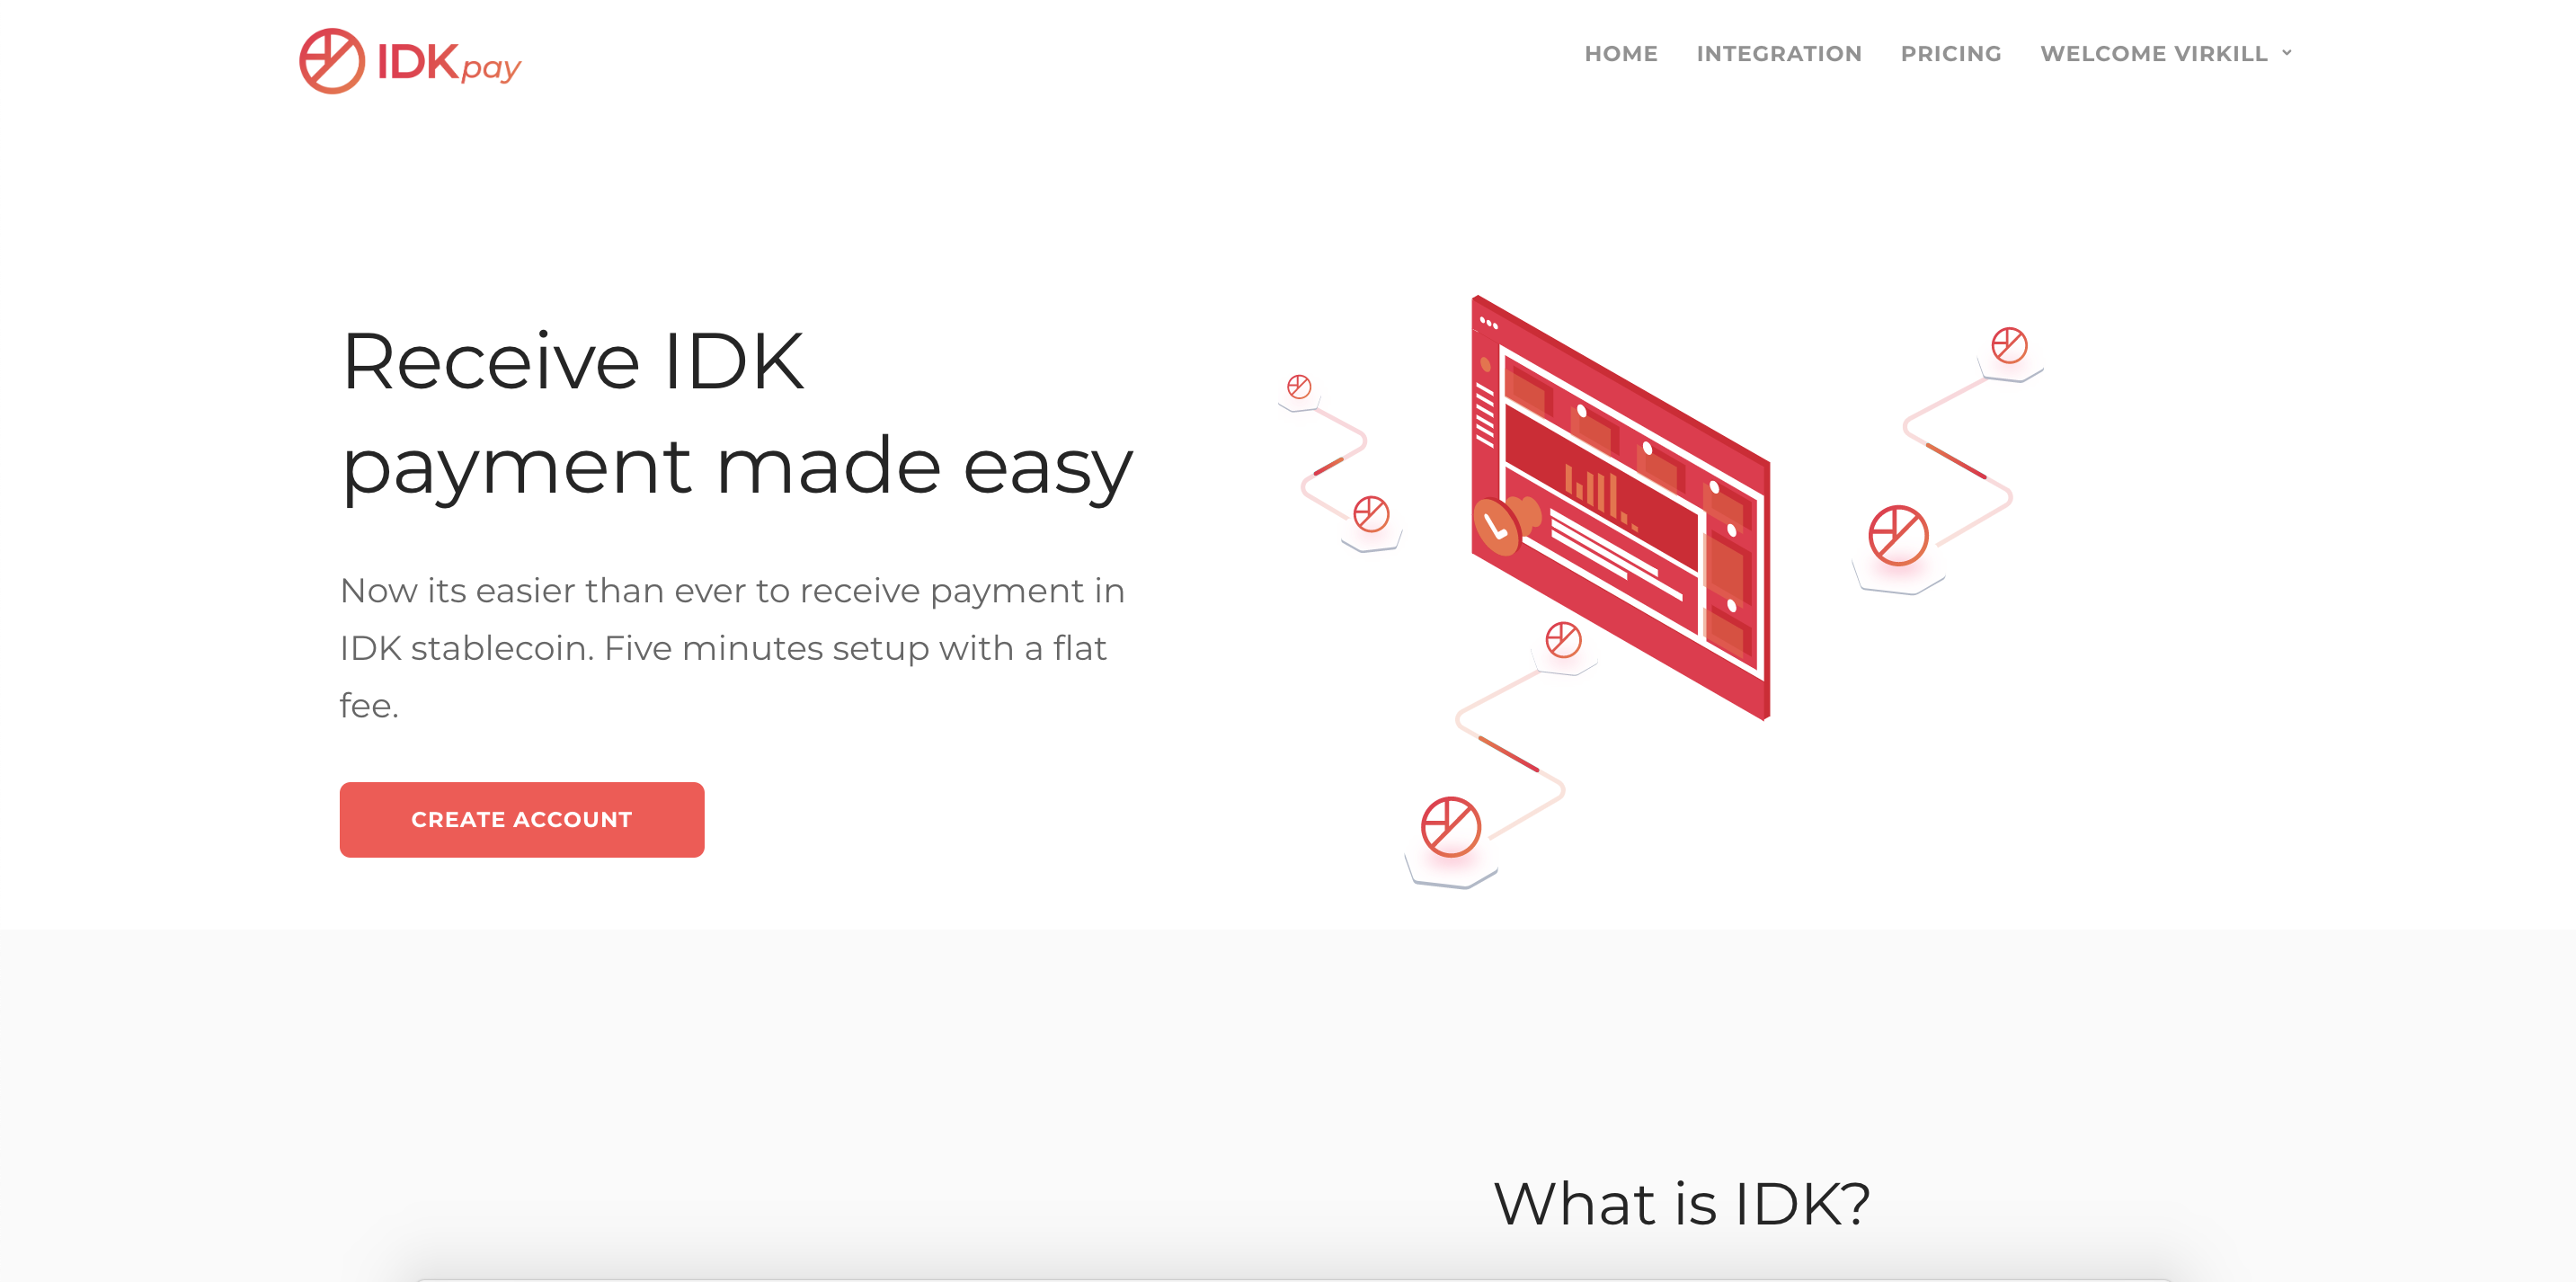 IDKpay
HOME INTEGRATION PRICING WELCOME VIRKILL
Receive IDK
payment made easy
Now its easier than ever to receive payment in
IDK stablecoin. Five minutes setup with a flat
fee.
CREATE ACCOUNT
What is IDK?